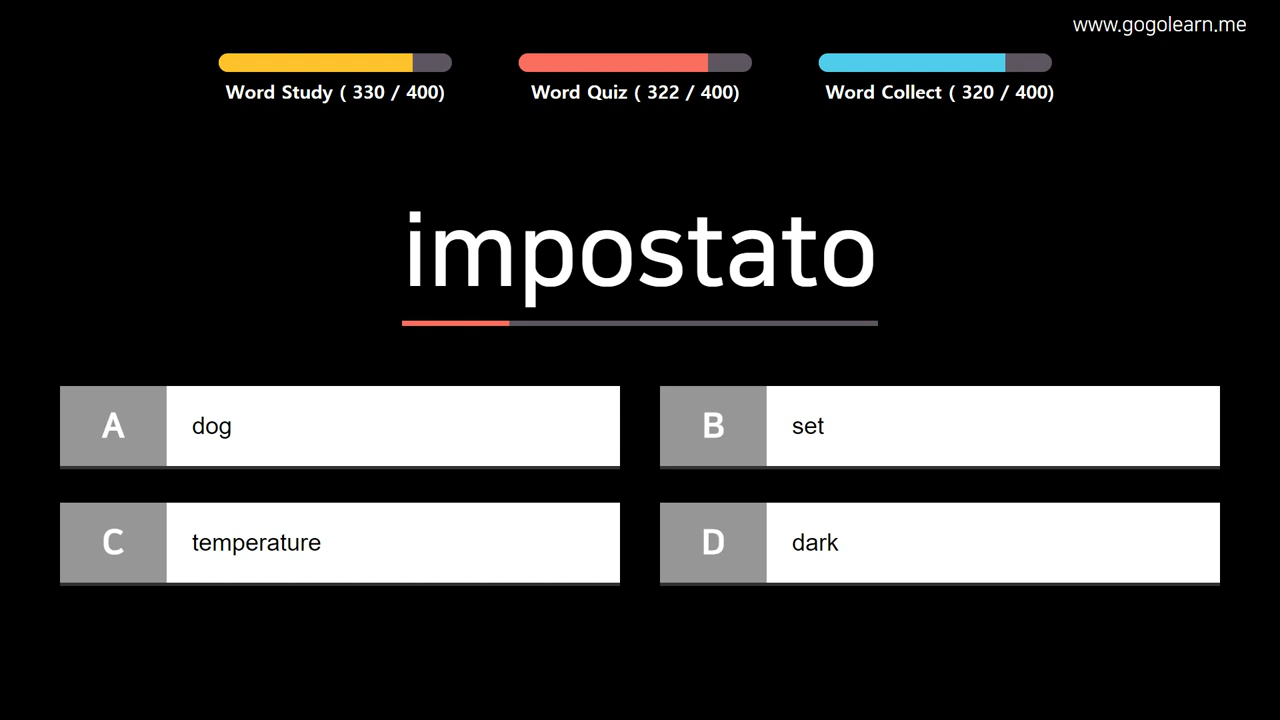 www.gogolearn.me
Word Study ( 330 / 400)
Word Quiz ( 322 / 400)
Word Collect ( 320 / 400)
impostato
A dog
B set
C temperature
D dark